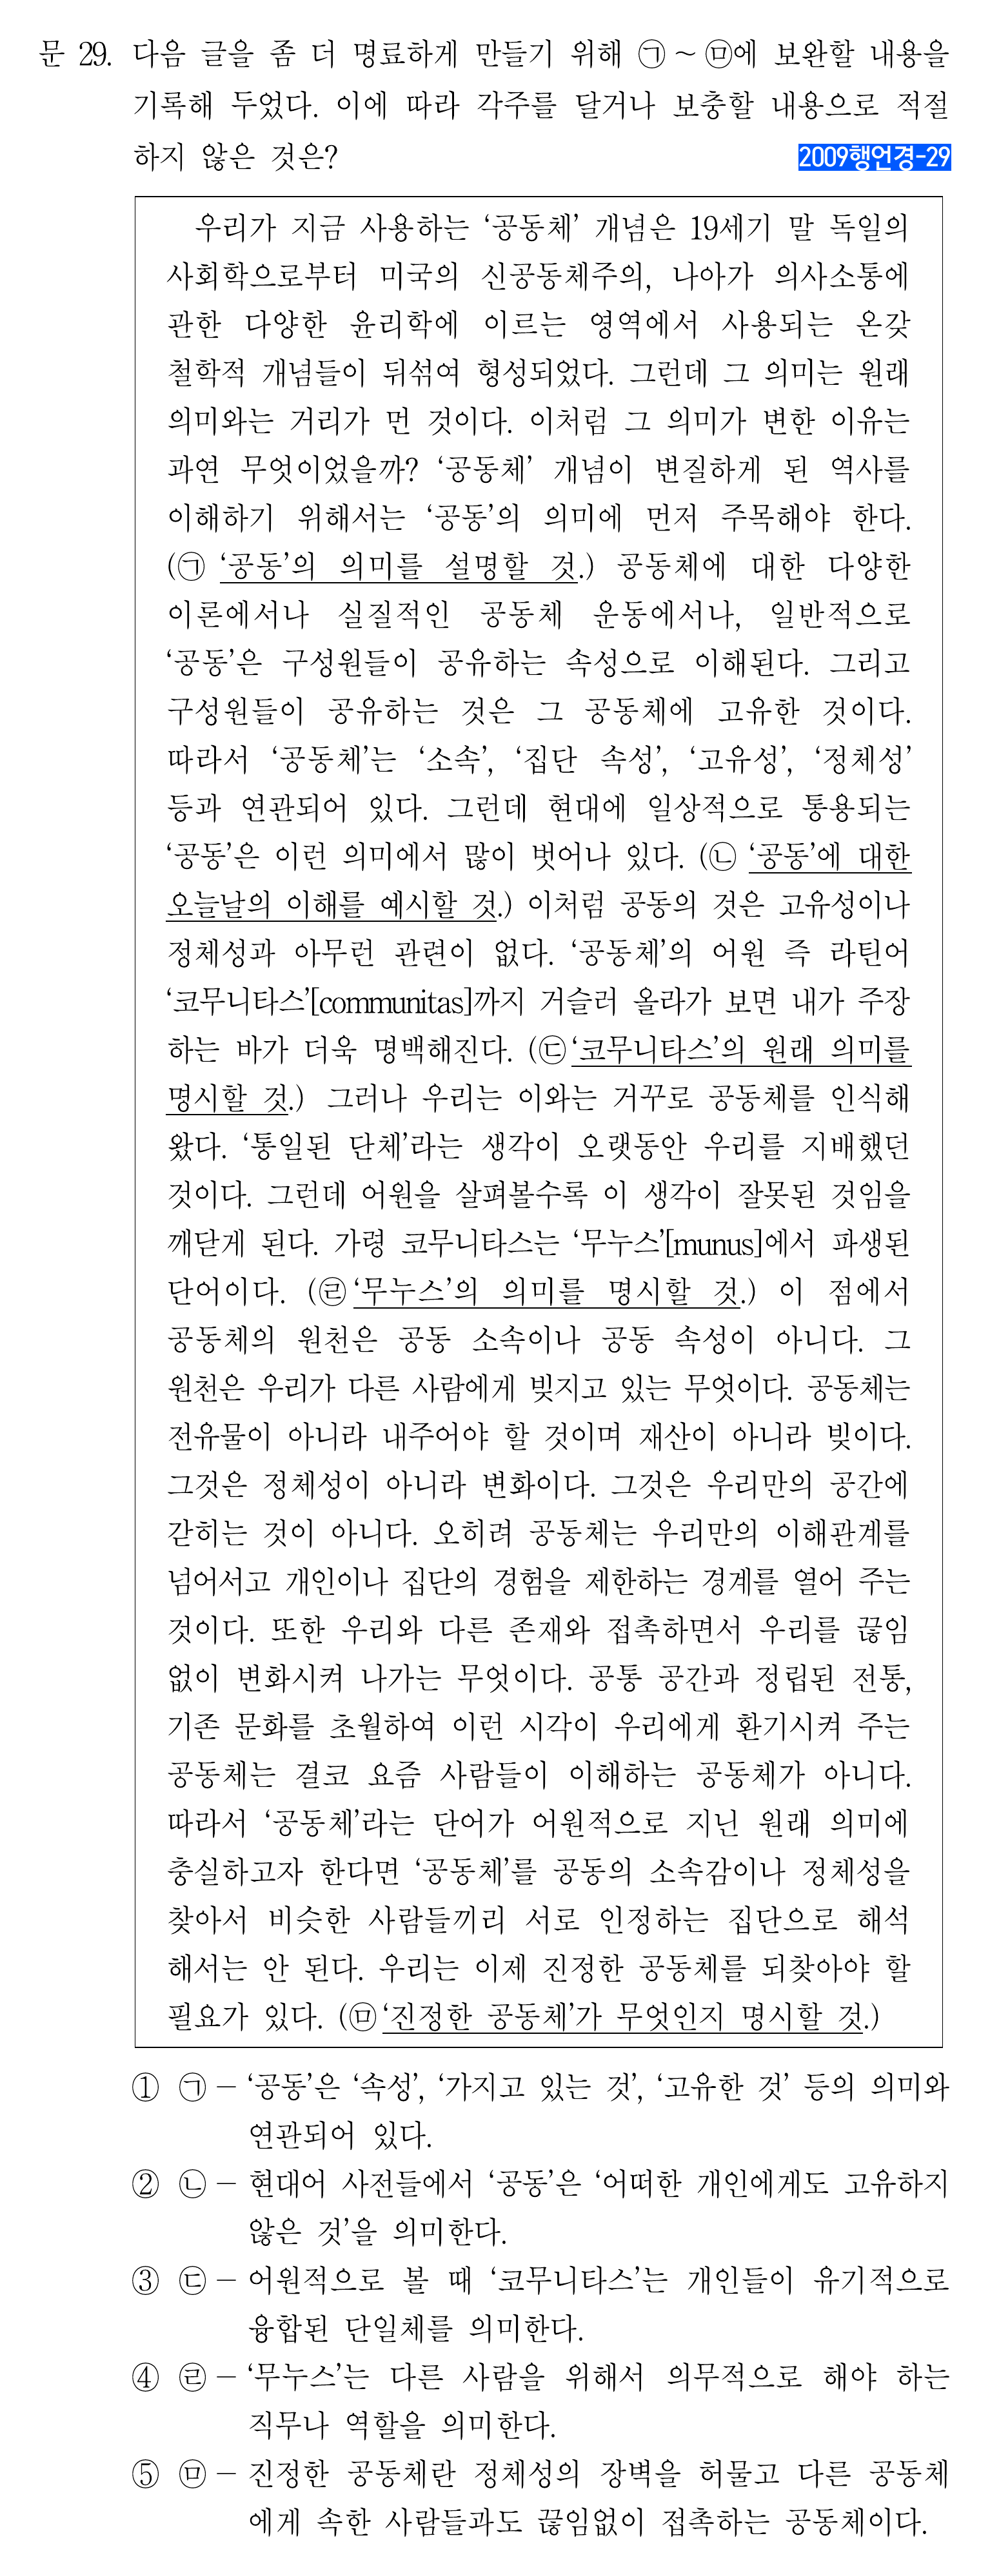 문 29. 다음 글을 좀 더 명료하게 만들기 위해 ㉠～㉤에 보완할 내용을
기록해 두었다. 이에 따라 각주를 달거나 보충할 내용으로 적절
하지 않은 것은?
2009행언경-29
우리가 지금 사용하는 ‘공동체’ 개념은 19세기 말 독일의
사회학으로부터 미국의 신공동체주의, 나아가 의사소통에
관한 다양한 윤리학에 이르는 영역에서 사용되는 온갖
철학적 개념들이 뒤섞여 형성되었다. 그런데 그 의미는 원래
의미와는 거리가 먼 것이다. 이처럼 그 의미가 변한 이유는
과연 무엇이었을까? ‘공동체’ 개념이 변질하게 된 역사를
이해하기 위해서는 ‘공동’의 의미에 먼저 주목해야 한다.
(㉠ ‘공동’의 의미를 설명할 것.) 공동체에 대한 다양한
이론에서나 실질적인 공동체 운동에서나, 일반적으로
‘공동’은 구성원들이 공유하는 속성으로 이해된다. 그리고
구성원들이 공유하는 것은 그 공동체에 고유한 것이다.
따라서 ‘공동체’는 ‘소속’, ‘집단 속성’, ‘고유성’, ‘정체성’
등과 연관되어 있다. 그런데 현대에 일상적으로 통용되는
‘공동’은 이런 의미에서 많이 벗어나 있다. (㉡ ‘공동’에 대한
오늘날의 이해를 예시할 것.) 이처럼 공동의 것은 고유성이나
정체성과 아무런 관련이 없다. ‘공동체’의 어원 즉 라틴어
‘코무니타스’[communitas]까지 거슬러 올라가 보면 내가 주장
하는 바가 더욱 명백해진다. (㉢ ‘코무니타스’의 원래 의미를
명시할 것.) 그러나 우리는 이와는 거꾸로 공동체를 인식해
왔다. ‘통일된 단체’라는 생각이 오랫동안 우리를 지배했던
것이다. 그런데 어원을 살펴볼수록 이 생각이 잘못된 것임을
깨닫게 된다. 가령 코무니타스는 ‘무누스’[munus]에서 파생된
단어이다. (㉣ ‘무누스’의 의미를 명시할 것.) 이 점에서
공동체의 원천은 공동 소속이나 공동 속성이 아니다. 그
원천은 우리가 다른 사람에게 빚지고 있는 무엇이다. 공동체는
전유물이 아니라 내주어야 할 것이며 재산이 아니라 빚이다.
그것은 정체성이 아니라 변화이다. 그것은 우리만의 공간에
갇히는 것이 아니다. 오히려 공동체는 우리만의 이해관계를
넘어서고 개인이나 집단의 경험을 제한하는 경계를 열어 주는
것이다. 또한 우리와 다른 존재와 접촉하면서 우리를 끊임
없이 변화시켜 나가는 무엇이다. 공통 공간과 정립된 전통,
기존 문화를 초월하여 이런 시각이 우리에게 환기시켜 주는
공동체는 결코 요즘 사람들이 이해하는 공동체가 아니다.
따라서 ‘공동체’라는 단어가 어원적으로 지닌 원래 의미에
충실하고자 한다면 ‘공동체’를 공동의 소속감이나 정체성을
찾아서 비슷한 사람들끼리 서로 인정하는 집단으로 해석
해서는 안 된다. 우리는 이제 진정한 공동체를 되찾아야 할
필요가 있다. (㉤ ‘진정한 공동체’가 무엇인지 명시할 것.)
① ㉠ － ‘공동’은 ‘속성’, ‘가지고 있는 것’, ‘고유한 것’ 등의 의미와
연관되어 있다.
② ㉡ － 현대어 사전들에서 ‘공동’은 ‘어떠한 개인에게도 고유하지
않은 것’을 의미한다.
③ ㉢ － 어원적으로 볼 때 ‘코무니타스’는 개인들이 유기적으로
융합된 단일체를 의미한다.
④ ㉣ － ‘무누스’는 다른 사람을 위해서 의무적으로 해야 하는
직무나 역할을 의미한다.
⑤ ㉤ － 진정한 공동체란 정체성의 장벽을 허물고 다른 공동체
에게 속한 사람들과도 끊임없이 접촉하는 공동체이다.